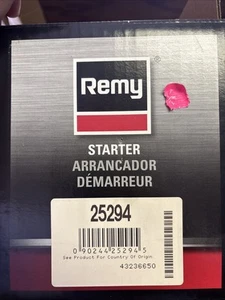 Remy
STARTER
ARRANCADOR
DÉMARREUR
25294
0 90244 25294 5
See Product For Country Of Origin
43236650